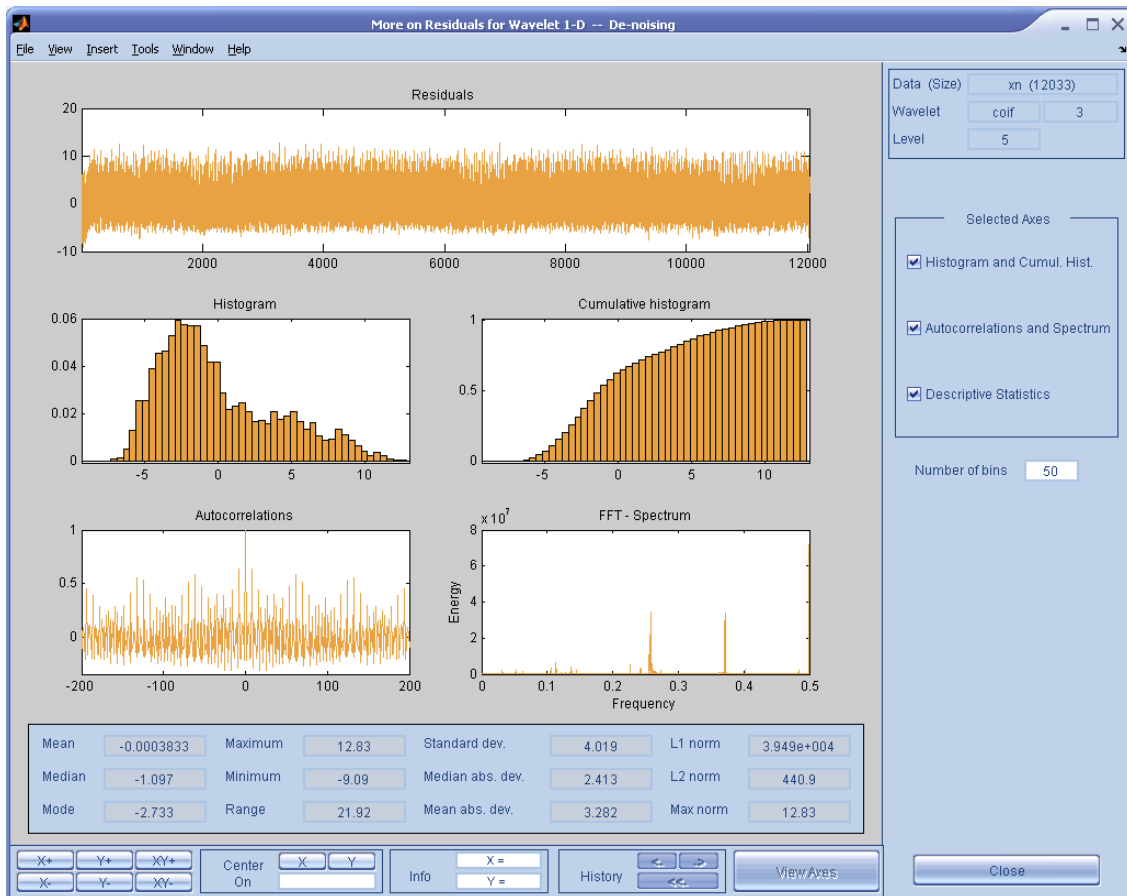 More on Residuals for Wavelet 1-D -- De-noising
File View Insert Tools Window Help
Residuals
20
10
0
-10
2000 4000 6000 8000 10000 12000
Histogram
0.06
0.04
0.02
0
-5 0 5 10
Cumulative histogram
1
0.5
0
-5 0 5 10
Autocorrelations
1
0.5
0
-200 -100 0 100 200
x 10^7
FFT - Spectrum
8
6
4
2
0
Energy
0 0.1 0.2 0.3 0.4 0.5
Frequency
Mean -0.0003833 Maximum 12.83 Standard dev. 4.019 L1 norm 3.949e+004
Median -1.097 Minimum -9.09 Median abs. dev. 2.413 L2 norm 440.9
Mode -2.733 Range 21.92 Mean abs. dev. 3.282 Max norm 12.83
Data (Size) xn (12033)
Wavelet coif 3
Level 5
Selected Axes
Histogram and Cumul. Hist.
Autocorrelations and Spectrum
Descriptive Statistics
Number of bins 50
X+ Y+ XY+
X- Y- XY-
Center On X Y
Info X = Y =
History <- -> <<-
View Axes
Close